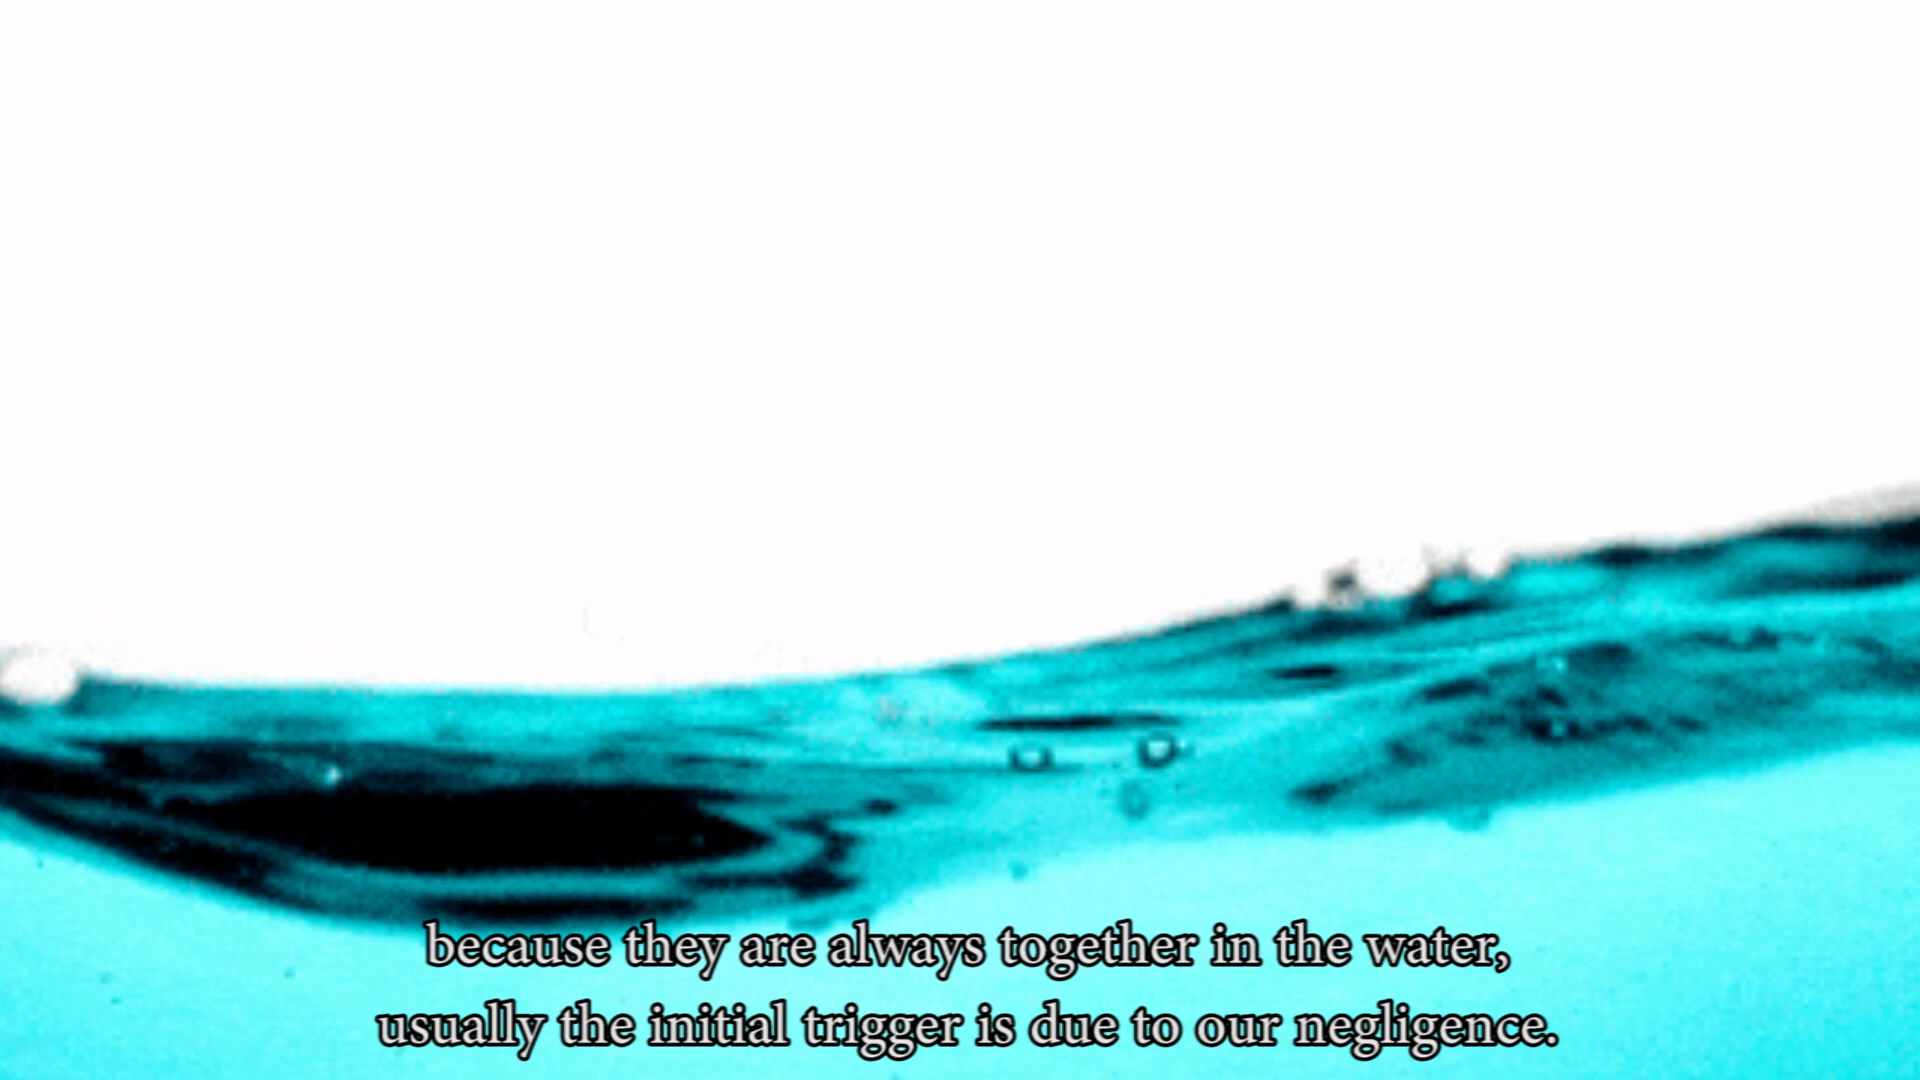 because they are always together in the water,
usually the initial trigger is due to our negligence.